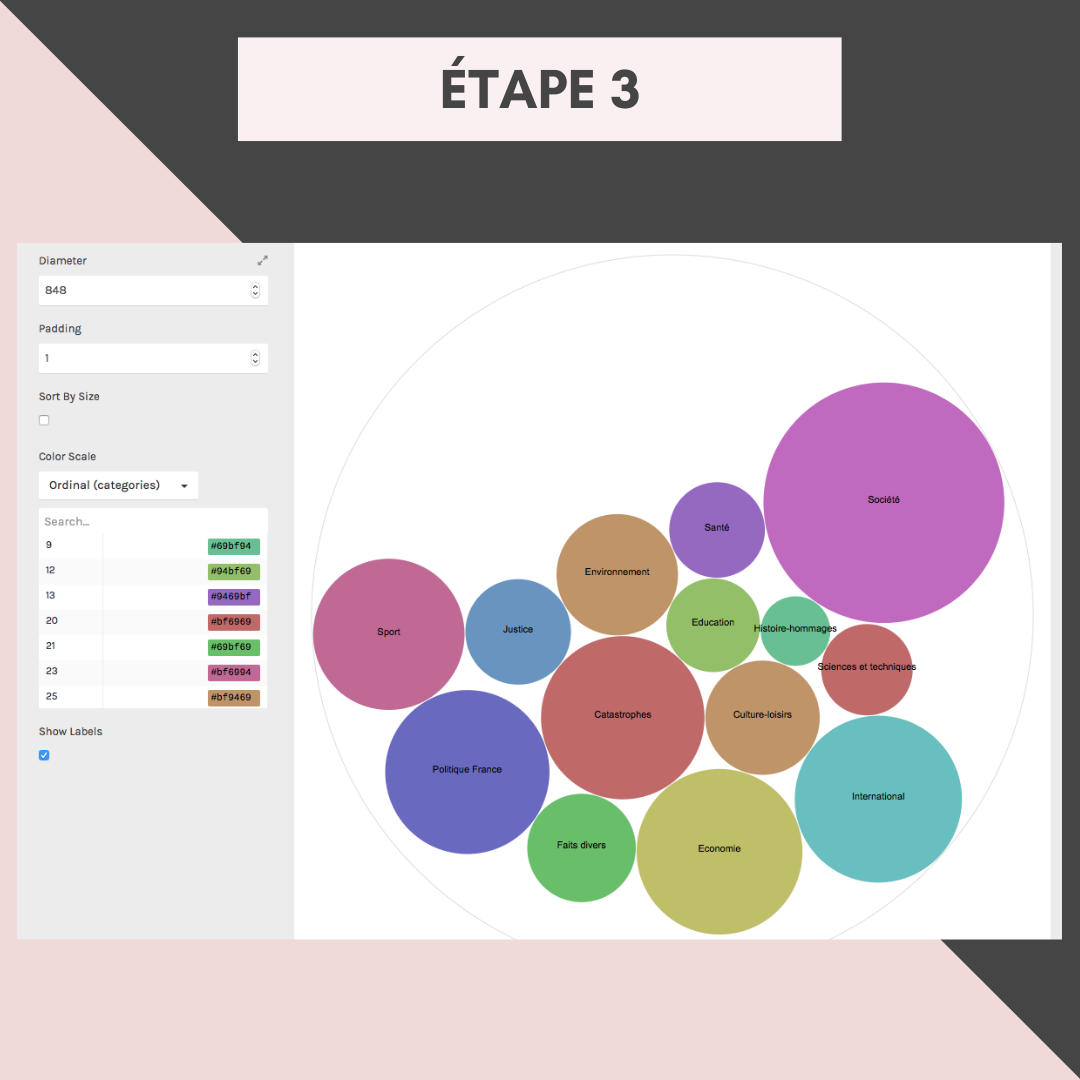 ÉTAPE 3
Diameter
848
Padding
1
Sort By Size
Color Scale
Ordinal (categories)
Search...
9 #69bf94
12 #94bf69
13 #9469bf
20 #bf6969
21 #69bf69
23 #bf6994
25 #bf9469
Show Labels
Société
Santé
Environnement
Education
Histoire-hommages
Justice
Sport
Sciences et techniques
Catastrophes
Culture-loisirs
Politique France
International
Faits divers
Economie